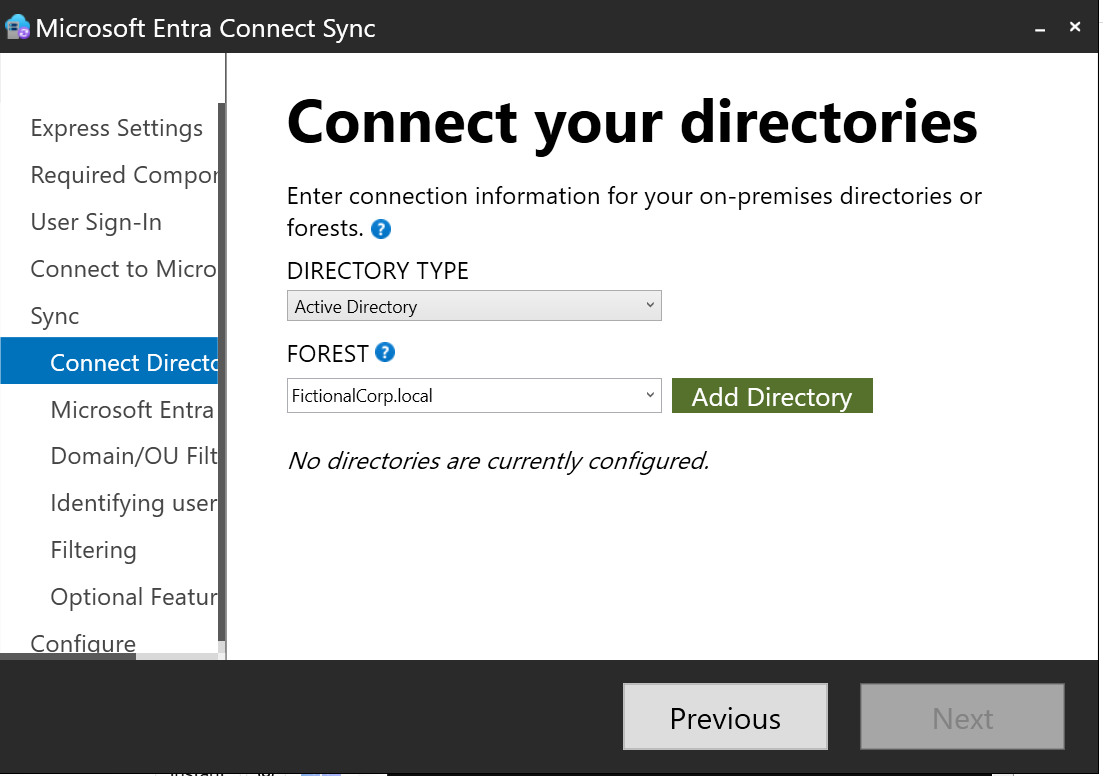 Microsoft Entra Connect Sync
Express Settings
Required Compor
User Sign-In
Connect to Micro
Sync
Connect Directo
Microsoft Entra
Domain/OU Filt
Identifying user
Filtering
Optional Featur
Configure
Connect your directories
Enter connection information for your on-premises directories or
forests. ?
DIRECTORY TYPE
Active Directory
FOREST ?
FictionalCorp.local
Add Directory
No directories are currently configured.
Previous
Next